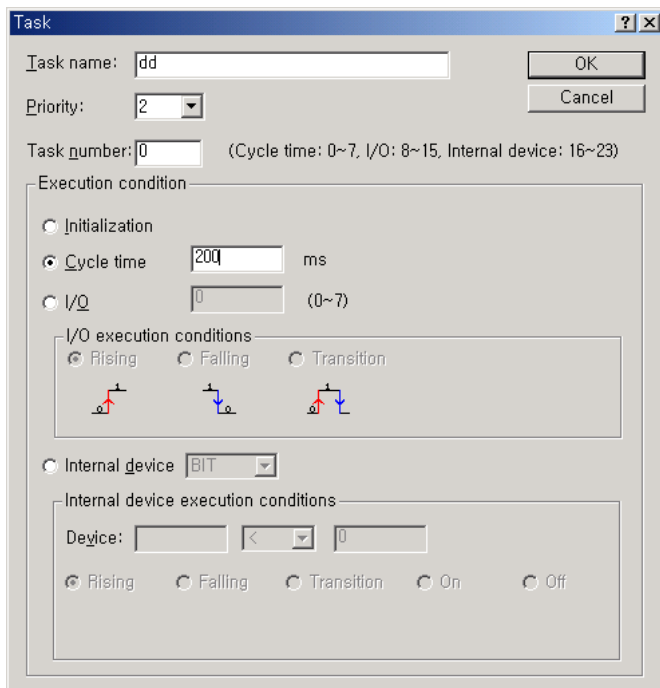 Task
Task name: dd
OK
Priority: 2
Cancel
Task number: 0 (Cycle time: 0~7, I/O: 8~15, Internal device: 16~23)
Execution condition
Initialization
Cycle time 200 ms
I/O 0 (0~7)
I/O execution conditions
Rising Falling Transition
0 1 1 0 0 1
Internal device BIT
Internal device execution conditions
Device: < 0
Rising Falling Transition On Off